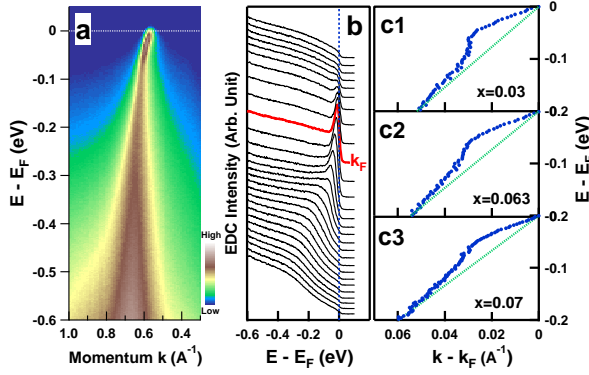 a
E - E_F (eV)
0
-0.1
-0.2
-0.3
-0.4
-0.5
-0.6
1.0
0.8
0.6
0.4
Momentum k (A⁻¹)
High
Low
b
EDC Intensity (Arb. Unit)
k_F
-0.6
-0.4
-0.2
0
E - E_F (eV)
c1
x=0.03
0
-0.1
-0.2
c2
x=0.063
-0.1
-0.2
c3
x=0.07
-0.1
-0.2
E - E_F (eV)
0.06
0.04
0.02
0
k - k_F (A⁻¹)